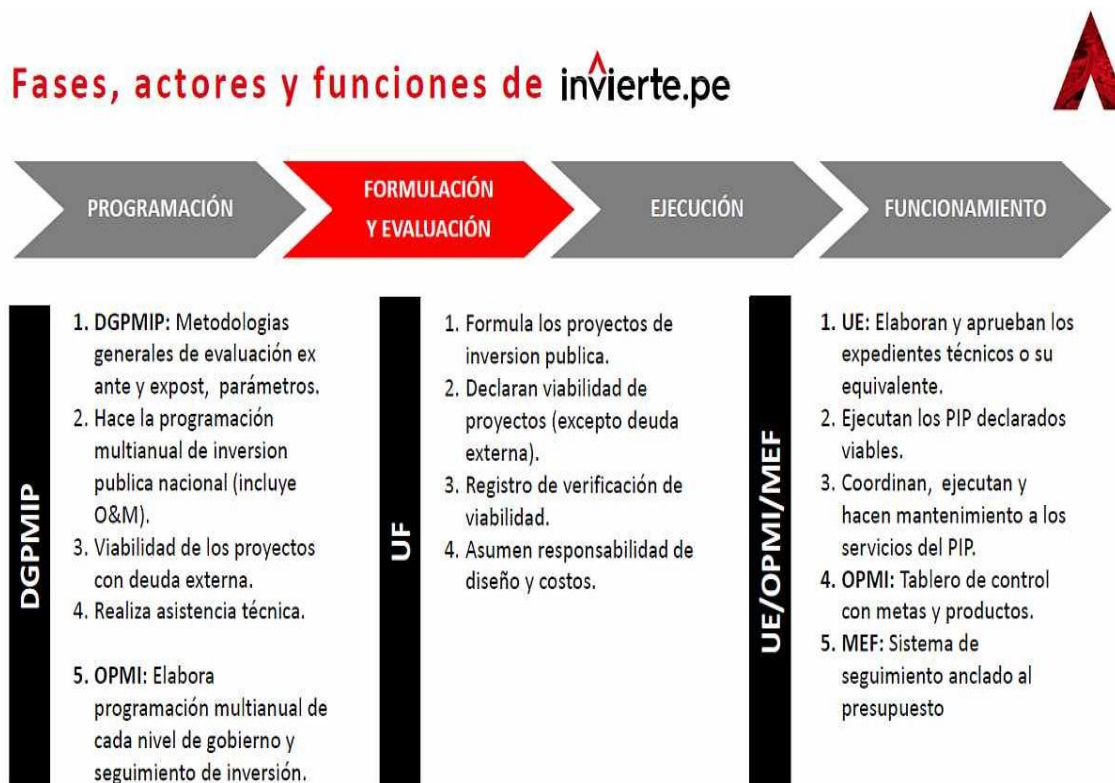 Fases, actores y funciones de invierte.pe
PROGRAMACIÓN
FORMULACIÓN
Y EVALUACIÓN
EJECUCIÓN
FUNCIONAMIENTO
DGPMIP
1. DGPMIP: Metodologias
generales de evaluación ex
ante y expost, parámetros.
2. Hace la programación
multianual de inversion
publica nacional (incluye
O&M).
3. Viabilidad de los proyectos
con deuda externa.
4. Realiza asistencia técnica.
5. OPMI: Elabora
programación multianual de
cada nivel de gobierno y
seguimiento de inversión.
UF
1. Formula los proyectos de
inversion publica.
2. Declaran viabilidad de
proyectos (excepto deuda
externa).
3. Registro de verificación de
viabilidad.
4. Asumen responsabilidad de
diseño y costos.
UE/OPMI/MEF
1. UE: Elaboran y aprueban los
expedientes técnicos o su
equivalente.
2. Ejecutan los PIP declarados
viables.
3. Coordinan, ejecutan y
hacen mantenimiento a los
servicios del PIP.
4. OPMI: Tablero de control
con metas y productos.
5. MEF: Sistema de
seguimiento anclado al
presupuesto